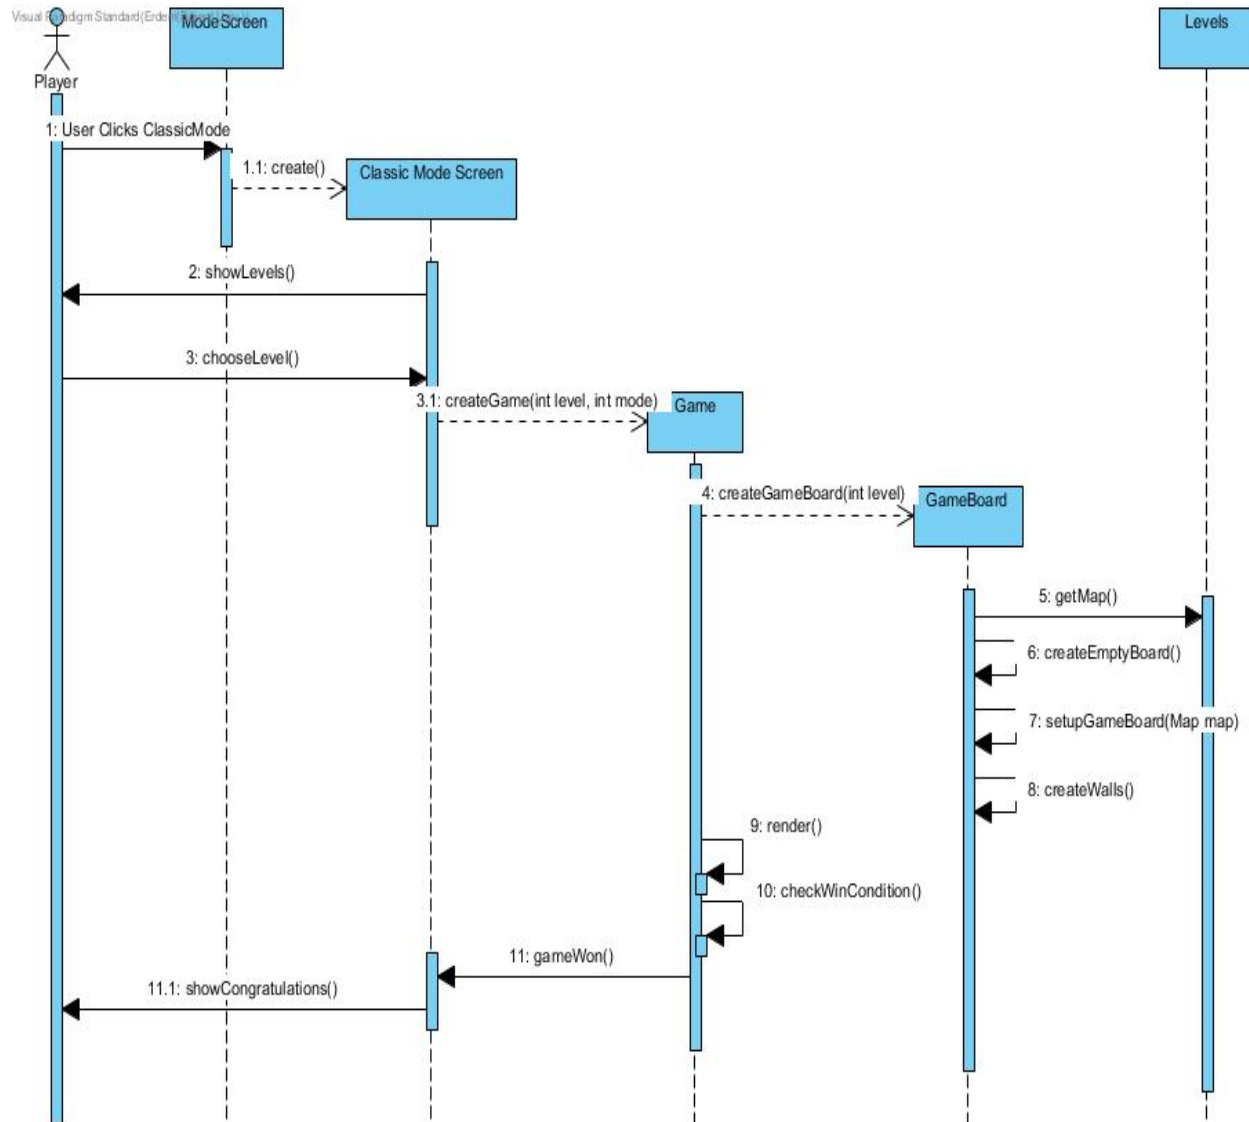 Visual Paradigm Standard(Erdem
ModeScreen
Levels
Player
1: User Clicks ClassicMode
1.1: create()
Classic Mode Screen
2: showLevels()
3: chooseLevel()
3.1: createGame(int level, int mode)
Game
4: createGameBoard(int level)
GameBoard
5: getMap()
6: createEmptyBoard()
7: setupGameBoard(Map map)
8: createWalls()
9: render()
10: checkWinCondition()
11: gameWon()
11.1: showCongratulations()